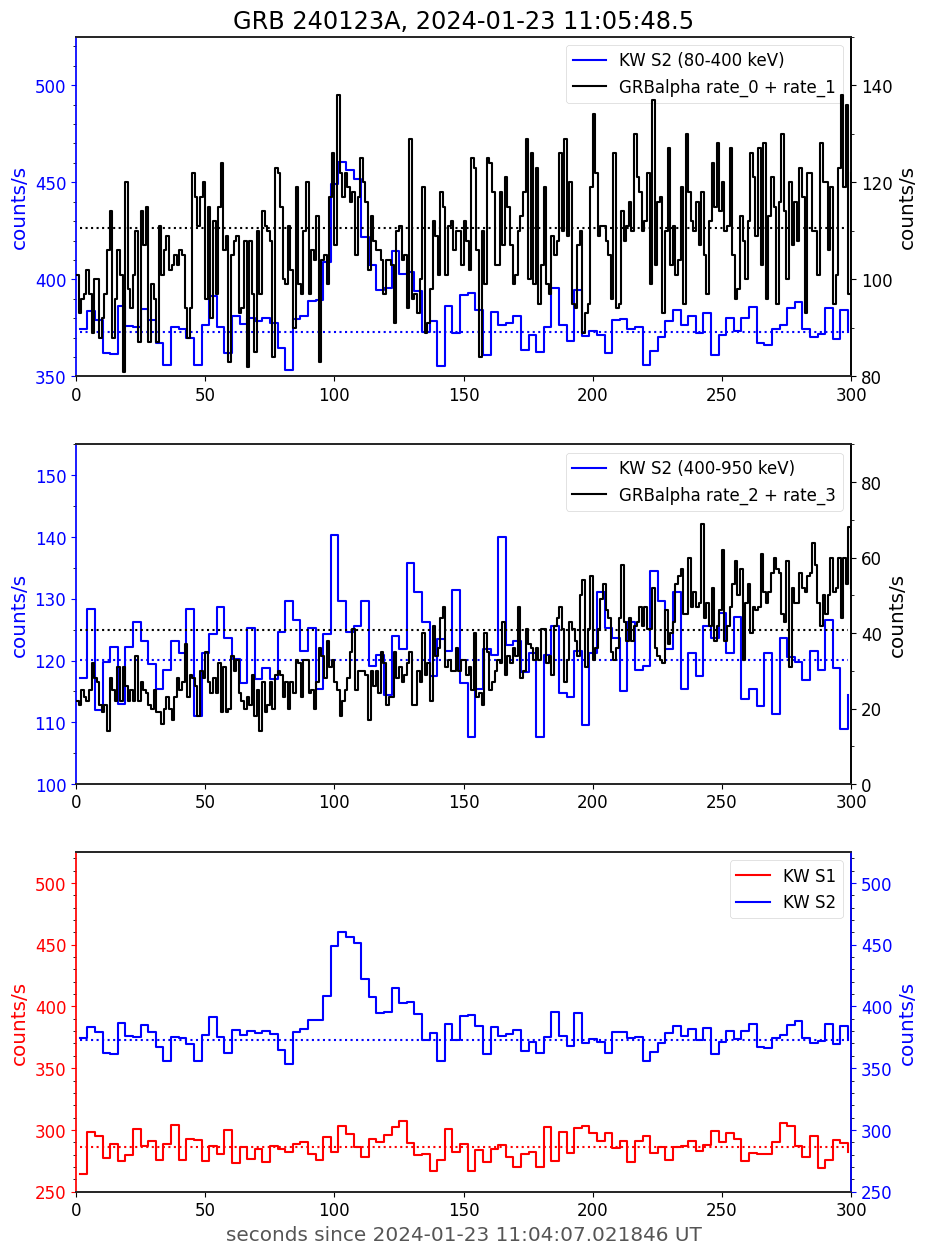 GRB 240123A, 2024-01-23 11:05:48.5
KW S2 (80-400 keV)
GRBalpha rate_0 + rate_1
counts/s
500
450
400
350
140
120
100
80
counts/s
0 50 100 150 200 250 300
KW S2 (400-950 keV)
GRBalpha rate_2 + rate_3
counts/s
150
140
130
120
110
100
80
60
40
20
0
counts/s
0 50 100 150 200 250 300
KW S1
KW S2
counts/s
500
450
400
350
300
250
500
450
400
350
300
250
counts/s
0 50 100 150 200 250 300
seconds since 2024-01-23 11:04:07.021846 UT